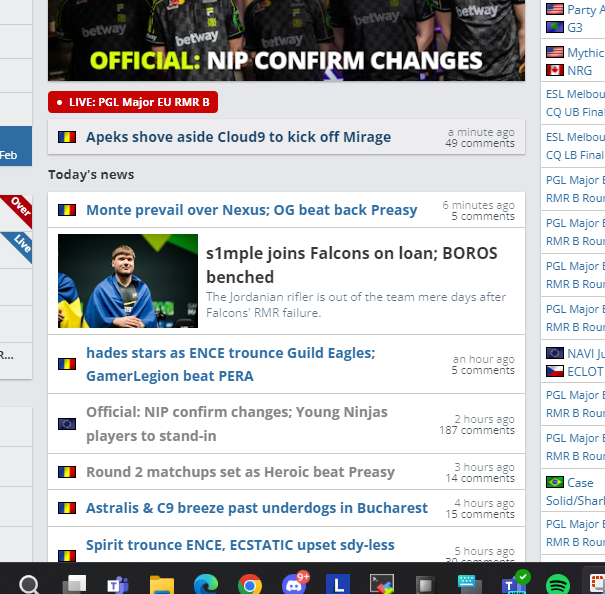 betway
betway
betway
betway
OFFICIAL: NIP CONFIRM CHANGES
LIVE: PGL Major EU RMR B
Apeks shove aside Cloud9 to kick off Mirage
a minute ago
49 comments
Today's news
Monte prevail over Nexus; OG beat back Preasy
6 minutes ago
5 comments
s1mple joins Falcons on loan; BOROS
benched
The Jordanian rifler is out of the team mere days after
Falcons' RMR failure.
hades stars as ENCE trounce Guild Eagles;
GamerLegion beat PERA
an hour ago
5 comments
Official: NIP confirm changes; Young Ninjas
players to stand-in
2 hours ago
187 comments
Round 2 matchups set as Heroic beat Preasy
3 hours ago
14 comments
Astralis & C9 breeze past underdogs in Bucharest
4 hours ago
15 comments
Spirit trounce ENCE, ECSTATIC upset sdy-less
5 hours ago
Feb
Over
Live
R...
Party A
G3
Mythic
NRG
ESL Melbou
CQ UB Fina
ESL Melbou
CQ LB Final
PGL Major E
RMR B Rour
PGL Major E
RMR B Rour
PGL Major E
RMR B Rour
PGL Major E
RMR B Rour
NAVI Ju
ECLOT
PGL Major E
RMR B Rour
PGL Major E
RMR B Rour
Case
Solid/Shar
PGL Major E
RMR B Rour
9+